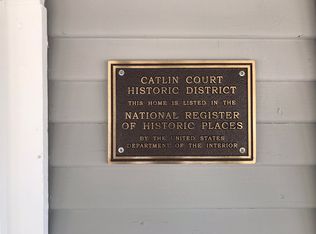 CATLIN COURT
HISTORIC DISTRICT
THIS HOME IS LISTED IN THE
NATIONAL REGISTER
OF HISTORIC PLACES
BY THE UNITED STATES
DEPARTMENT OF THE INTERIOR